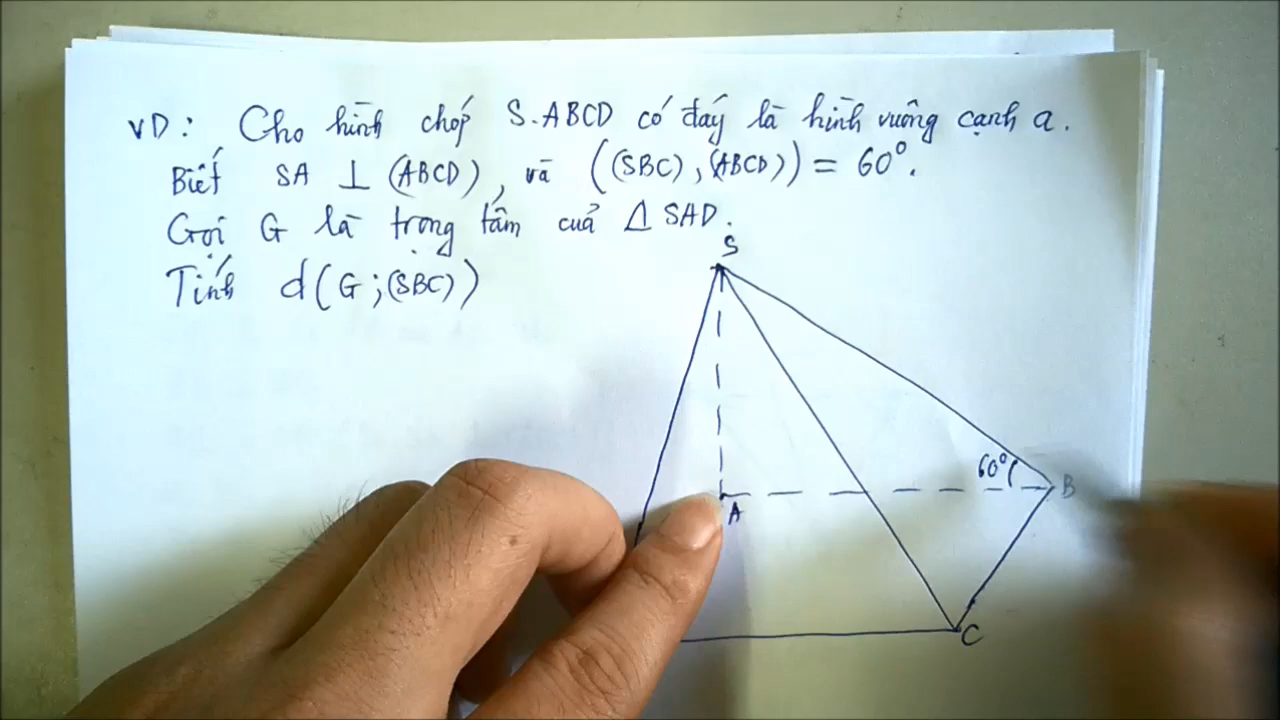 VD: Cho hình chóp S.ABCD có đáy là hình vuông cạnh a.
Biết SA ⊥ (ABCD), và ((SBC), (ABCD)) = 60°.
Gọi G là trọng tâm của Δ SAD.
Tính d(G;(SBC))
S
60°
B
A
C